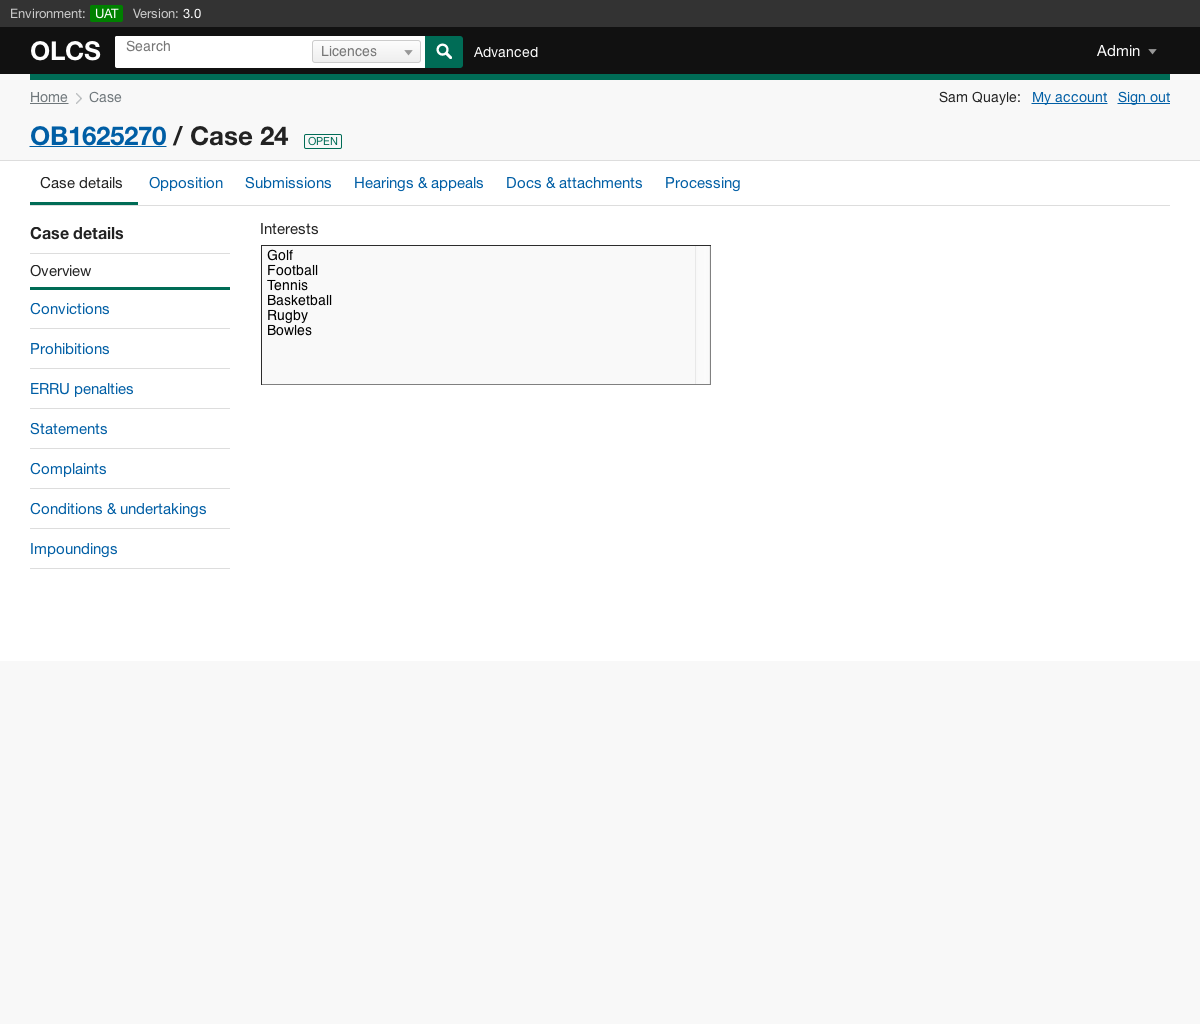 Environment: UAT Version: 3.0
OLCS Search Licences Advanced Admin
Home Case Sam Quayle: My account Sign out
OB1625270 / Case 24 OPEN
Case details Opposition Submissions Hearings & appeals Docs & attachments Processing
Case details
Overview
Convictions
Prohibitions
ERRU penalties
Statements
Complaints
Conditions & undertakings
Impoundings
Interests
Golf
Football
Tennis
Basketball
Rugby
Bowles